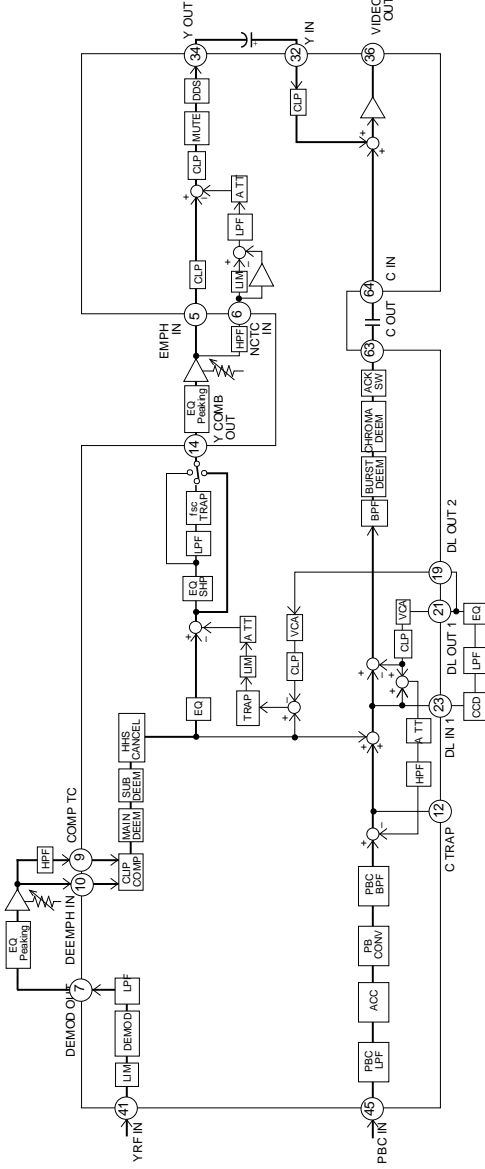 YRF IN
41
LIM
DEMOD
LPF
7
DEMOD OUT
EQ
Peaking
HPF
10
DEEMPH IN
9
COMP TC
CLIP
COMP
MAIN
DEEM
SUB
DEEM
HHS
CANCEL
EQ
+
−
EQ
SHP
LPF
fsc
TRAP
14
Y COMB
OUT
EQ
Peaking
HPF
5
EMPH
IN
6
NCTC
IN
CLP
LIM
+
−
LPF
A TT
+
−
CLP
MUTE
DDS
34
Y OUT
32
Y IN
CLP
+
+
36
VIDEO
OUT
TRAP
LIM
A TT
+
−
CLP
VCA
PBC IN
45
PBC
LPF
ACC
PB
CONV
PBC
BPF
+
−
12
C TRAP
HPF
A TT
+
+
+
−
+
+
CLP
VCA
23
DL IN 1
21
DL OUT 1
19
DL OUT 2
CCD
LPF
EQ
BPF
BURST
DEEM
CHROMA
DEEM
ACK
SW
63
C OUT
64
C IN